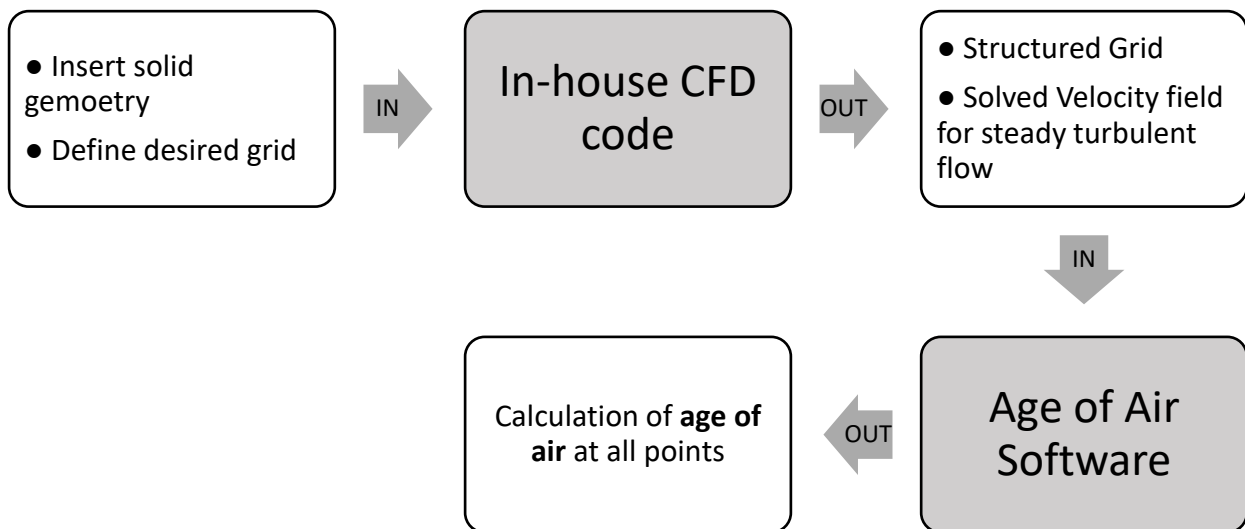 ● Insert solid
gemoetry
● Define desired grid
IN
In-house CFD
code
OUT
● Structured Grid
● Solved Velocity field
for steady turbulent
flow
IN
Age of Air
Software
OUT
Calculation of age of
air at all points